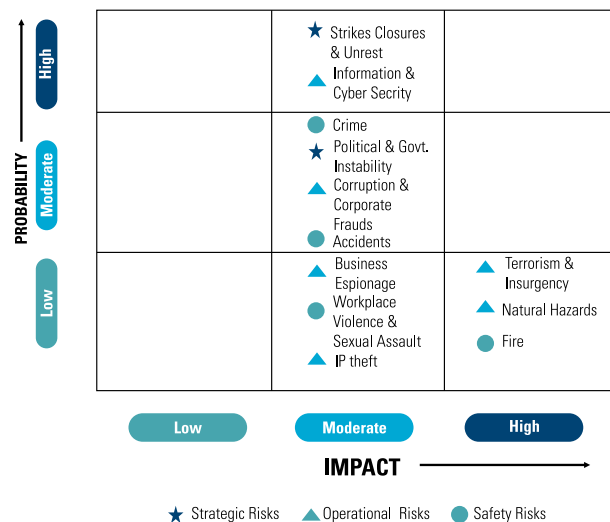 PROBABILITY
High
Moderate
Low
Strikes Closures
& Unrest
Information &
Cyber Secrity
Crime
Political & Govt.
Instability
Corruption &
Corporate
Frauds
Accidents
Business
Espionage
Workplace
Violence &
Sexual Assault
IP theft
Terrorism &
Insurgency
Natural Hazards
Fire
Low
Moderate
High
IMPACT
Strategic Risks
Operational Risks
Safety Risks